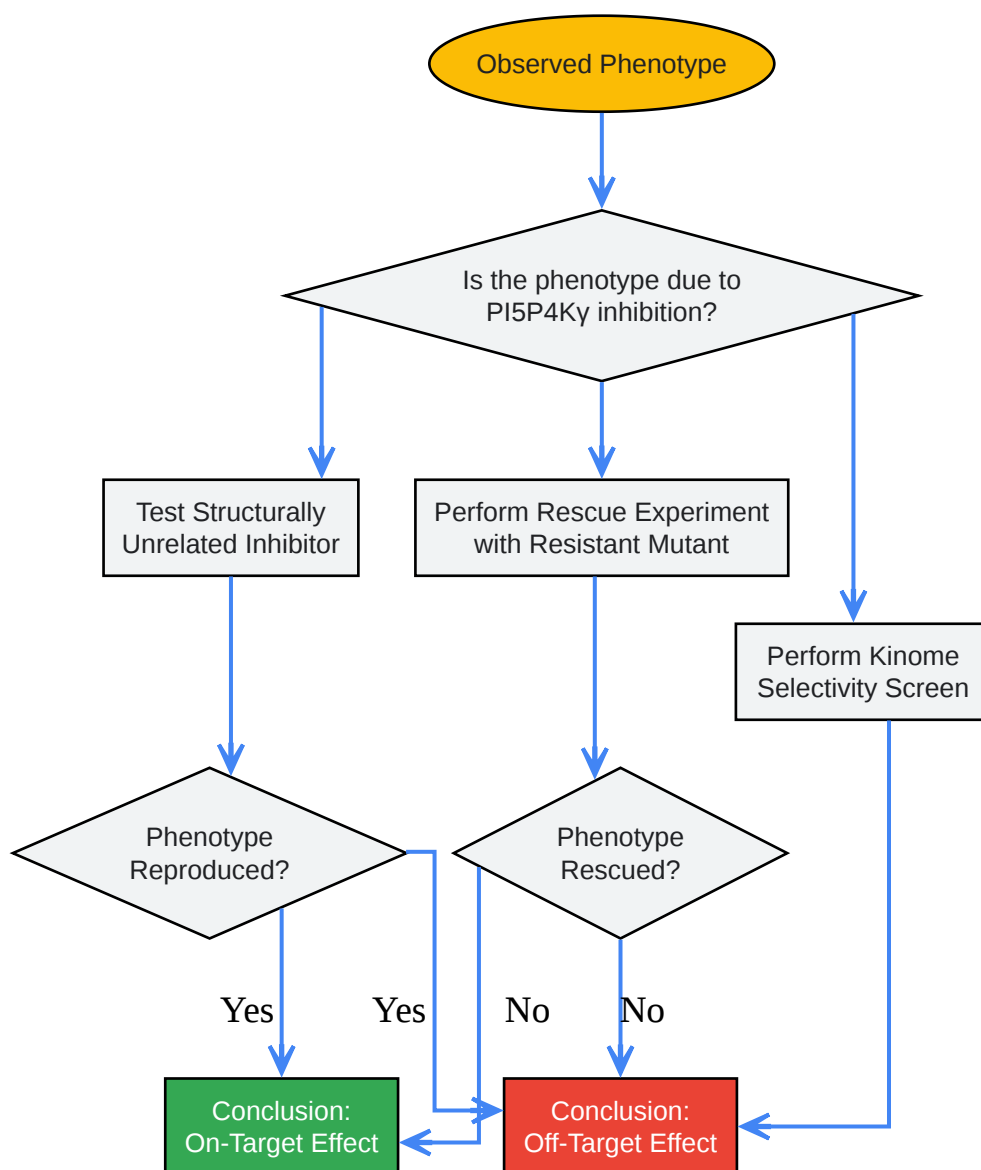 Observed Phenotype
Is the phenotype due to
PI5P4Kγ inhibition?
Test Structurally
Unrelated Inhibitor
Perform Rescue Experiment
with Resistant Mutant
Perform Kinome
Selectivity Screen
Phenotype
Reproduced?
Phenotype
Rescued?
Yes
Yes
No
No
Conclusion:
On-Target Effect
Conclusion:
Off-Target Effect